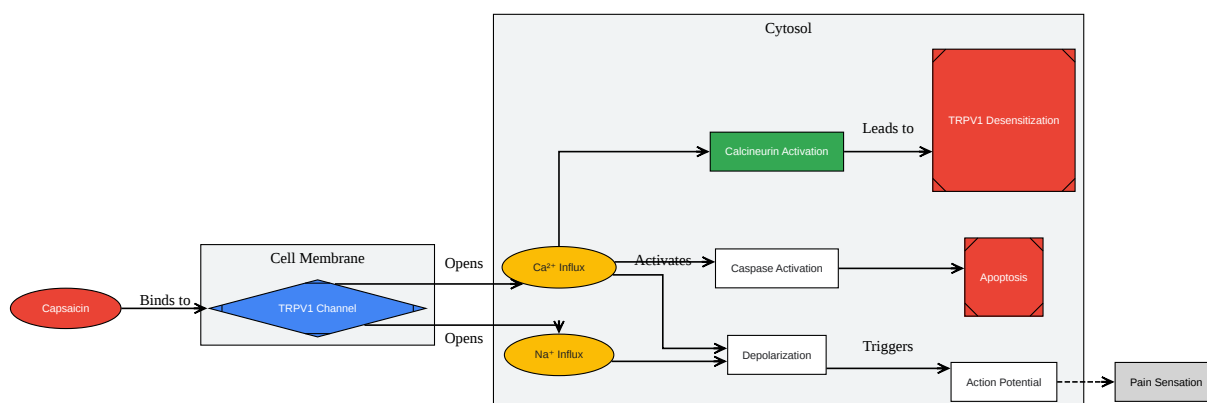 Cytosol
TRPV1 Desensitization
Leads to
Calcineurin Activation
Cell Membrane
Opens
Ca²⁺ Influx
Activates
Caspase Activation
Apoptosis
Capsaicin
Binds to
TRPV1 Channel
Opens
Na⁺ Influx
Depolarization
Triggers
Action Potential
Pain Sensation